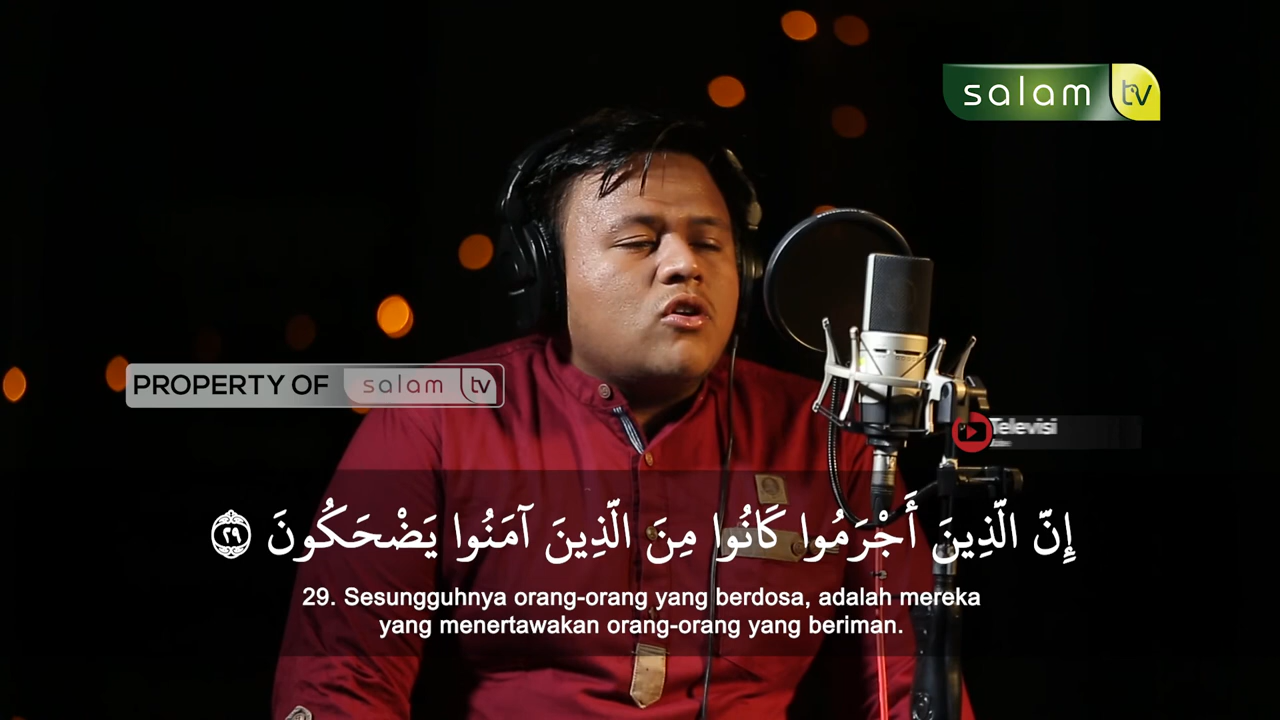 salam tv
PROPERTY OF salam tv
Televisi
إِنّ الّذِينَ أَجْرَمُوا كَانُوا مِنَ الّذِينَ آمَنُوا يَضْحَكُونَ ٢٩
29. Sesungguhnya orang-orang yang berdosa, adalah mereka
yang menertawakan orang-orang yang beriman.